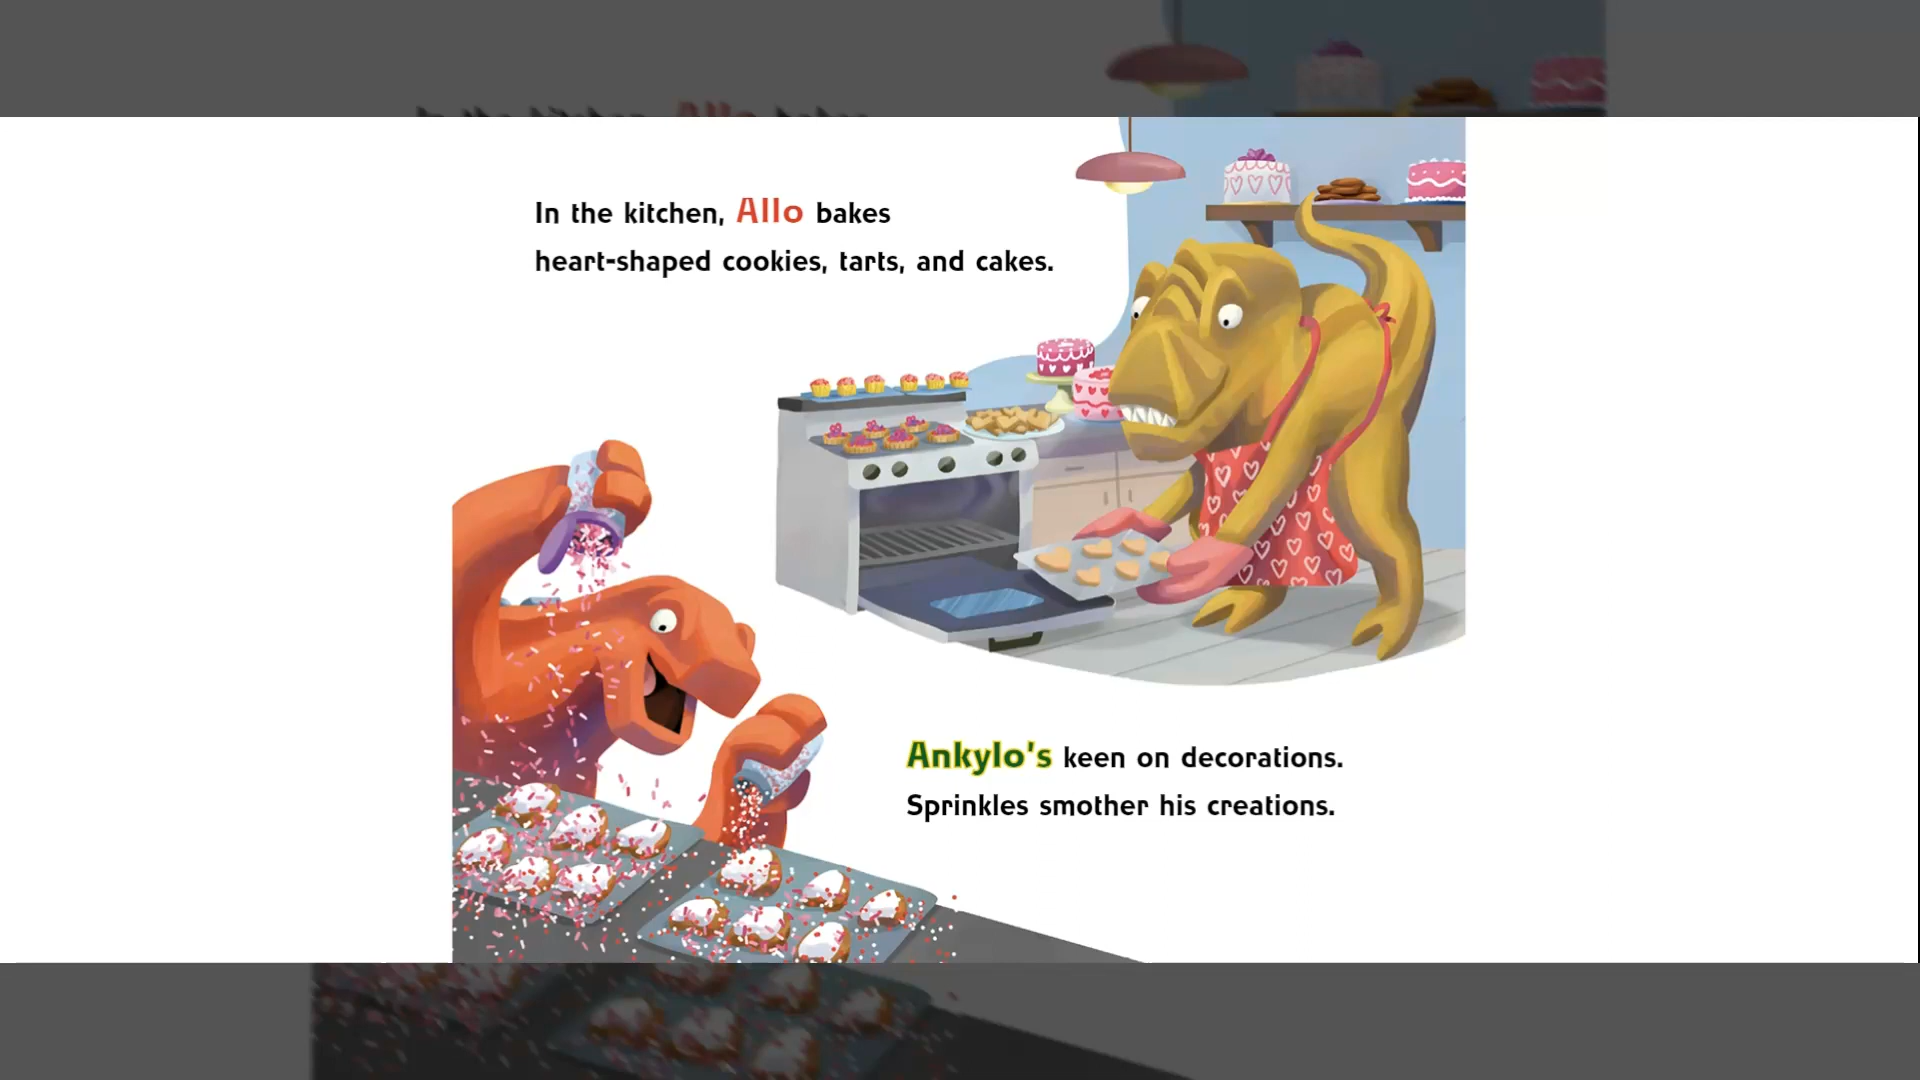 In the kitchen, Allo bakes
heart-shaped cookies, tarts, and cakes.
Ankylo's keen on decorations.
Sprinkles smother his creations.